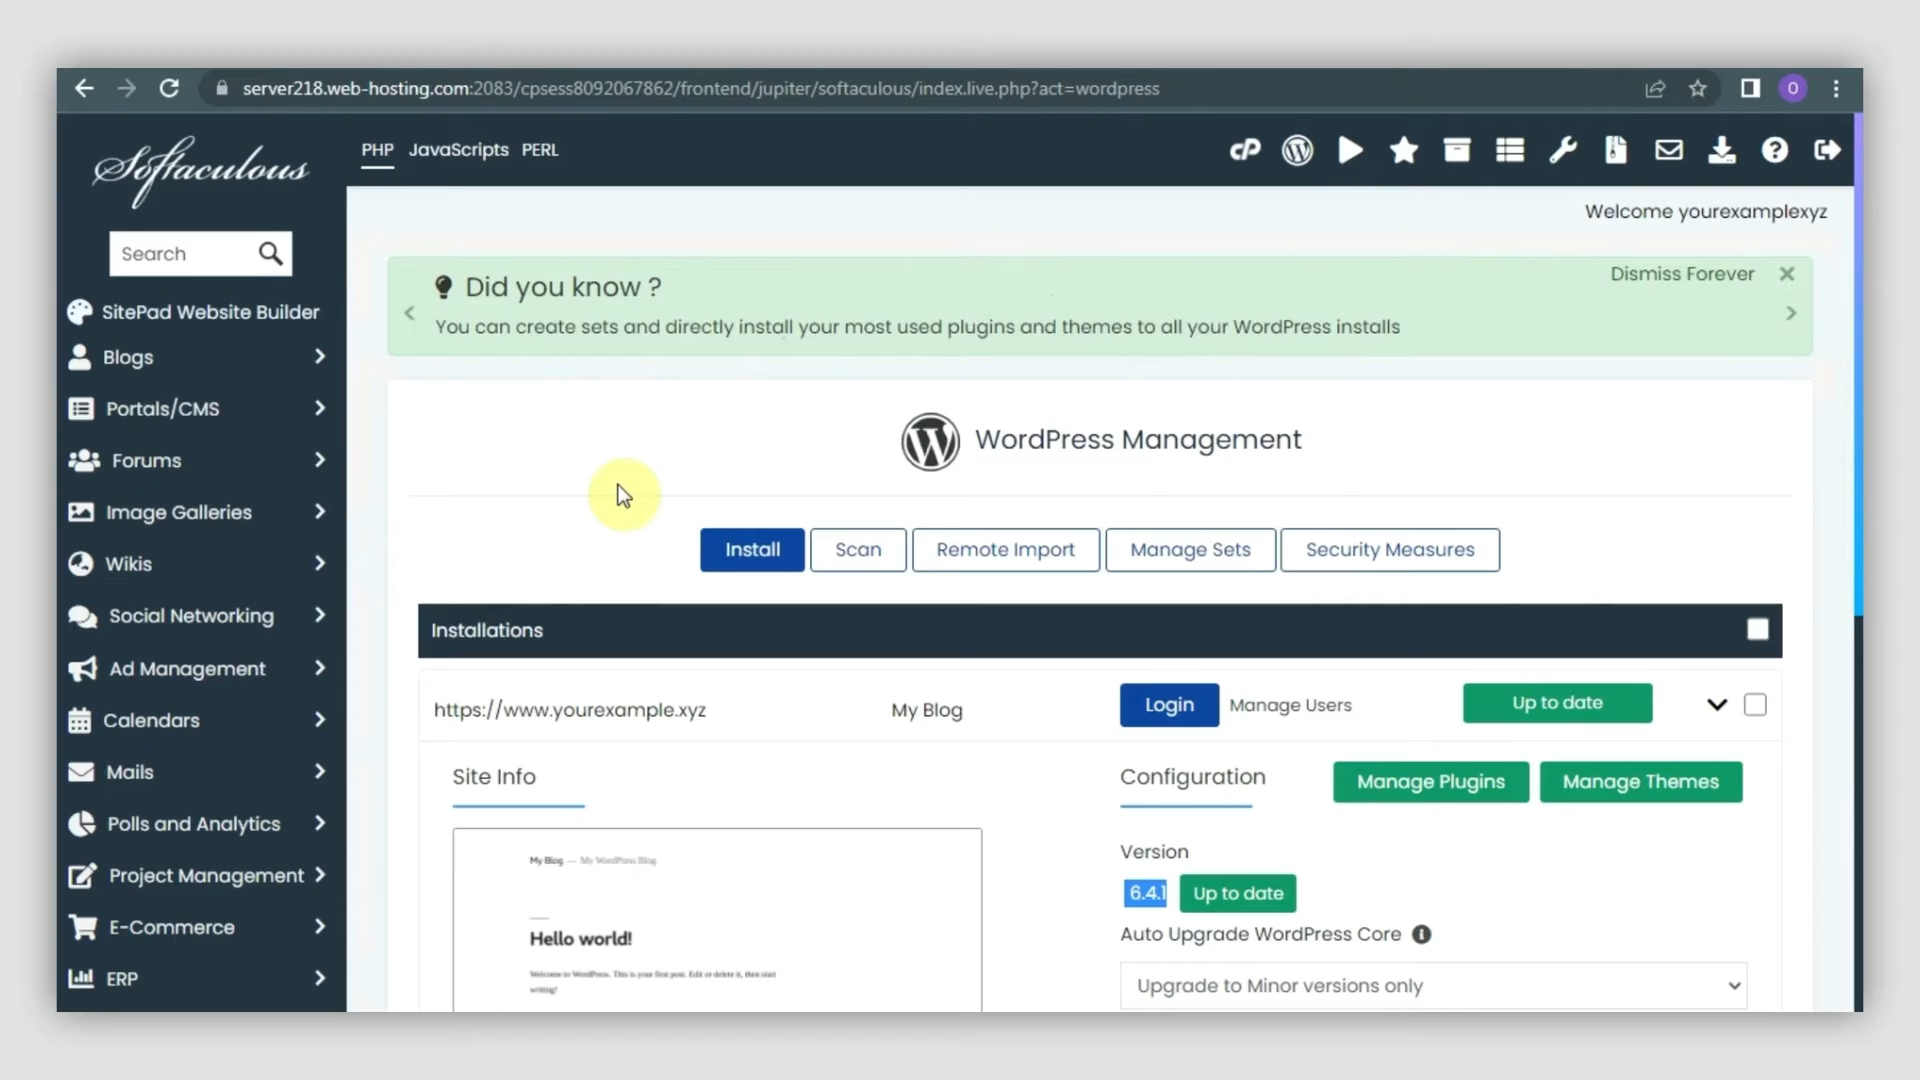 server218.web-hosting.com:2083/cpsess8092067862/frontend/jupiter/softaculous/index.live.php?act=wordpress
O
Softaculous
PHP JavaScripts PERL
cP
Welcome yourexamplexyz
Search
Did you know ?
Dismiss Forever
You can create sets and directly install your most used plugins and themes to all your WordPress installs
SitePad Website Builder
Blogs
Portals/CMS
Forums
Image Galleries
Wikis
Social Networking
Ad Management
Calendars
Mails
Polls and Analytics
Project Management
E-Commerce
ERP
WordPress Management
Install Scan Remote Import Manage Sets Security Measures
Installations
https://www.yourexample.xyz My Blog Login Manage Users Up to date
Site Info
My Blog — My WordPress Blog
Hello world!
Welcome to WordPress. This is your first post. Edit or delete it, then start
writing!
Configuration Manage Plugins Manage Themes
Version
6.4.1 Up to date
Auto Upgrade WordPress Core
Upgrade to Minor versions only